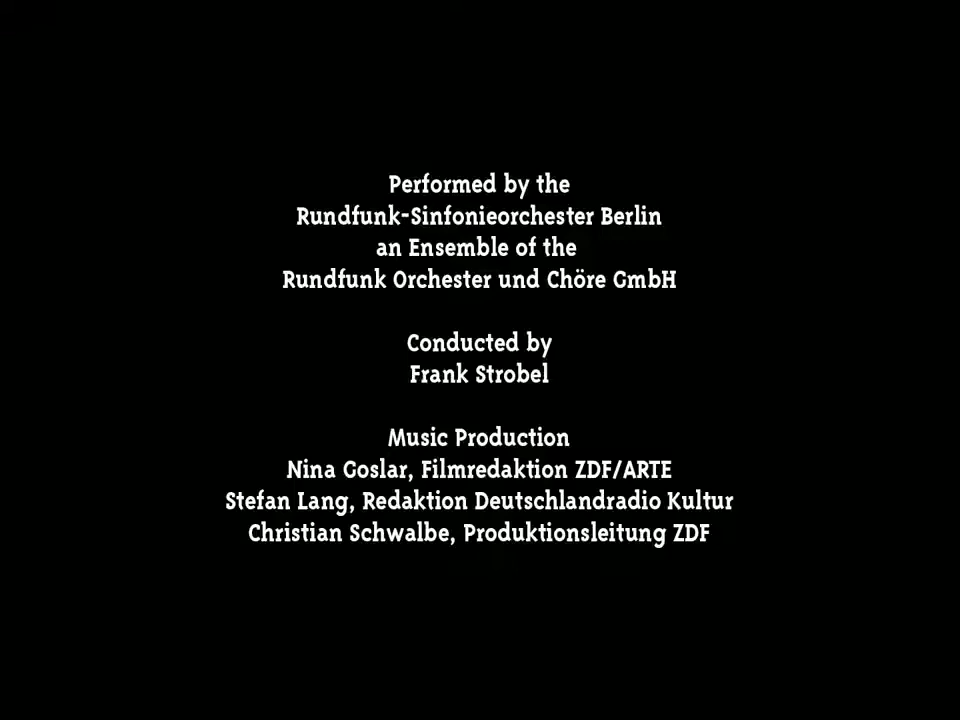 Performed by the
Rundfunk-Sinfonieorchester Berlin
an Ensemble of the
Rundfunk Orchester und Chöre GmbH
Conducted by
Frank Strobel
Music Production
Nina Goslar, Filmredaktion ZDF/ARTE
Stefan Lang, Redaktion Deutschlandradio Kultur
Christian Schwalbe, Produktionsleitung ZDF